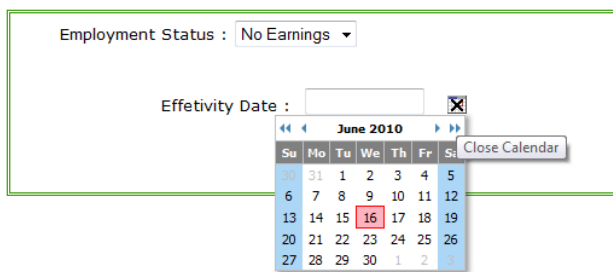 Employment Status : No Earnings
Effetivity Date :
June 2010
Su Mo Tu We Th Fr Sa
Close Calendar
30 31 1 2 3 4 5
6 7 8 9 10 11 12
13 14 15 16 17 18 19
20 21 22 23 24 25 26
27 28 29 30 1 2 3